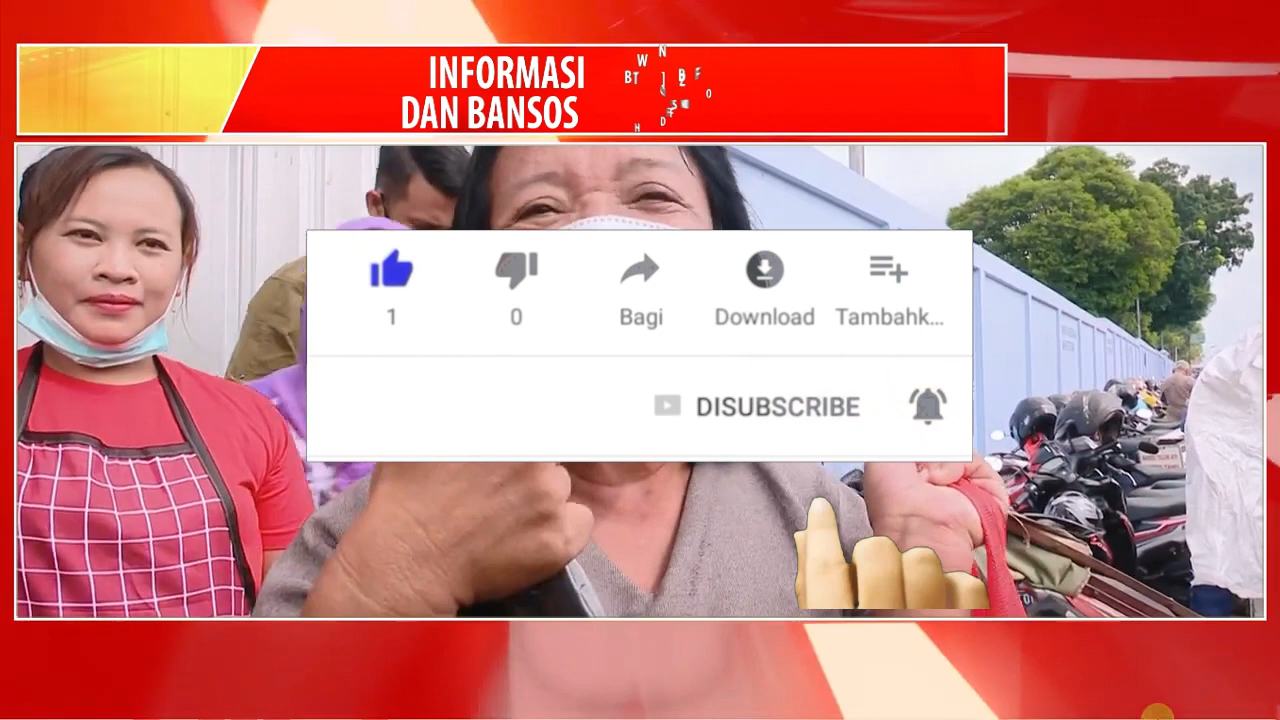 INFORMASI
DAN BANSOS
1
0
Bagi
Download
Tambahk...
DISUBSCRIBE